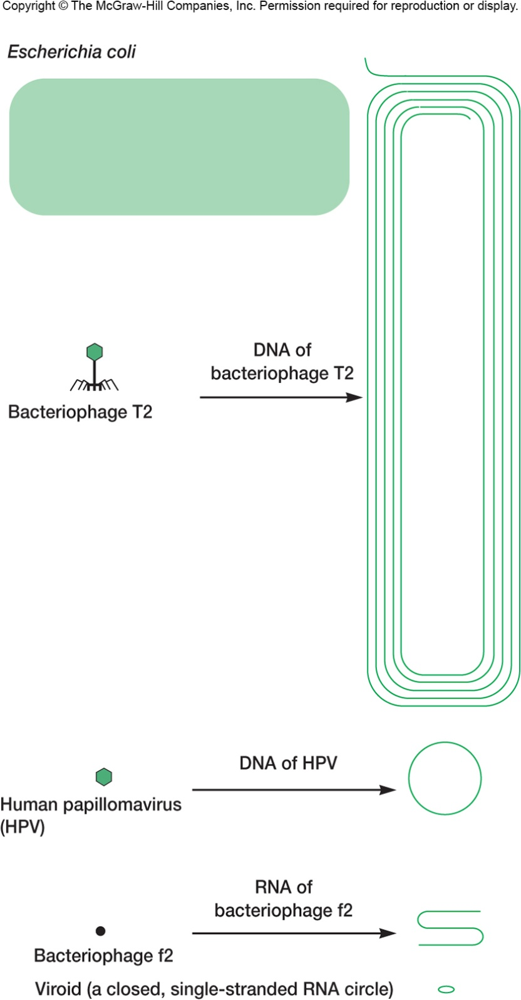 Copyright © The McGraw-Hill Companies, Inc. Permission required for reproduction or display.
Escherichia coli
DNA of
bacteriophage T2
Bacteriophage T2
DNA of HPV
Human papillomavirus
(HPV)
RNA of
bacteriophage f2
Bacteriophage f2
Viroid (a closed, single-stranded RNA circle)